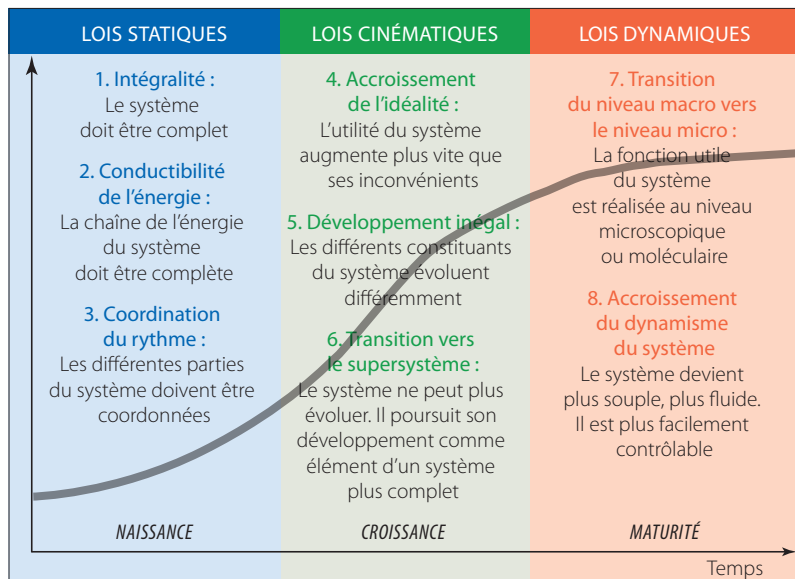 LOIS STATIQUES
1. Intégralité :
Le système
doit être complet
2. Conductibilité
de l'énergie :
La chaîne de l'énergie
du système
doit être complète
3. Coordination
du rythme :
Les différentes parties
du système doivent être
coordonnées
NAISSANCE
LOIS CINÉMATIQUES
4. Accroissement
de l'idéalité :
L'utilité du système
augmente plus vite que
ses inconvénients
5. Développement inégal :
Les différents constituants
du système évoluent
différemment
6. Transition vers
le supersystème :
Le système ne peut plus
évoluer. Il poursuit son
développement comme
élément d'un système
plus complet
CROISSANCE
LOIS DYNAMIQUES
7. Transition
du niveau macro vers
le niveau micro :
La fonction utile
du système
est réalisée au niveau
microscopique
ou moléculaire
8. Accroissement
du dynamisme
du système
Le système devient
plus souple, plus fluide.
Il est plus facilement
contrôlable
MATURITÉ
Temps